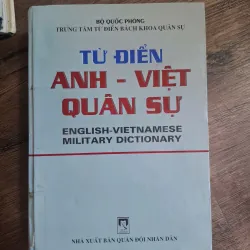 BỘ QUỐC PHÒNG
TRUNG TÂM TỪ ĐIỂN BÁCH KHOA QUÂN SỰ
TỪ ĐIỂN
ANH - VIỆT
QUÂN SỰ
ENGLISH-VIETNAMESE
MILITARY DICTIONARY
NHÀ XUẤT BẢN QUÂN ĐỘI NHÂN DÂN